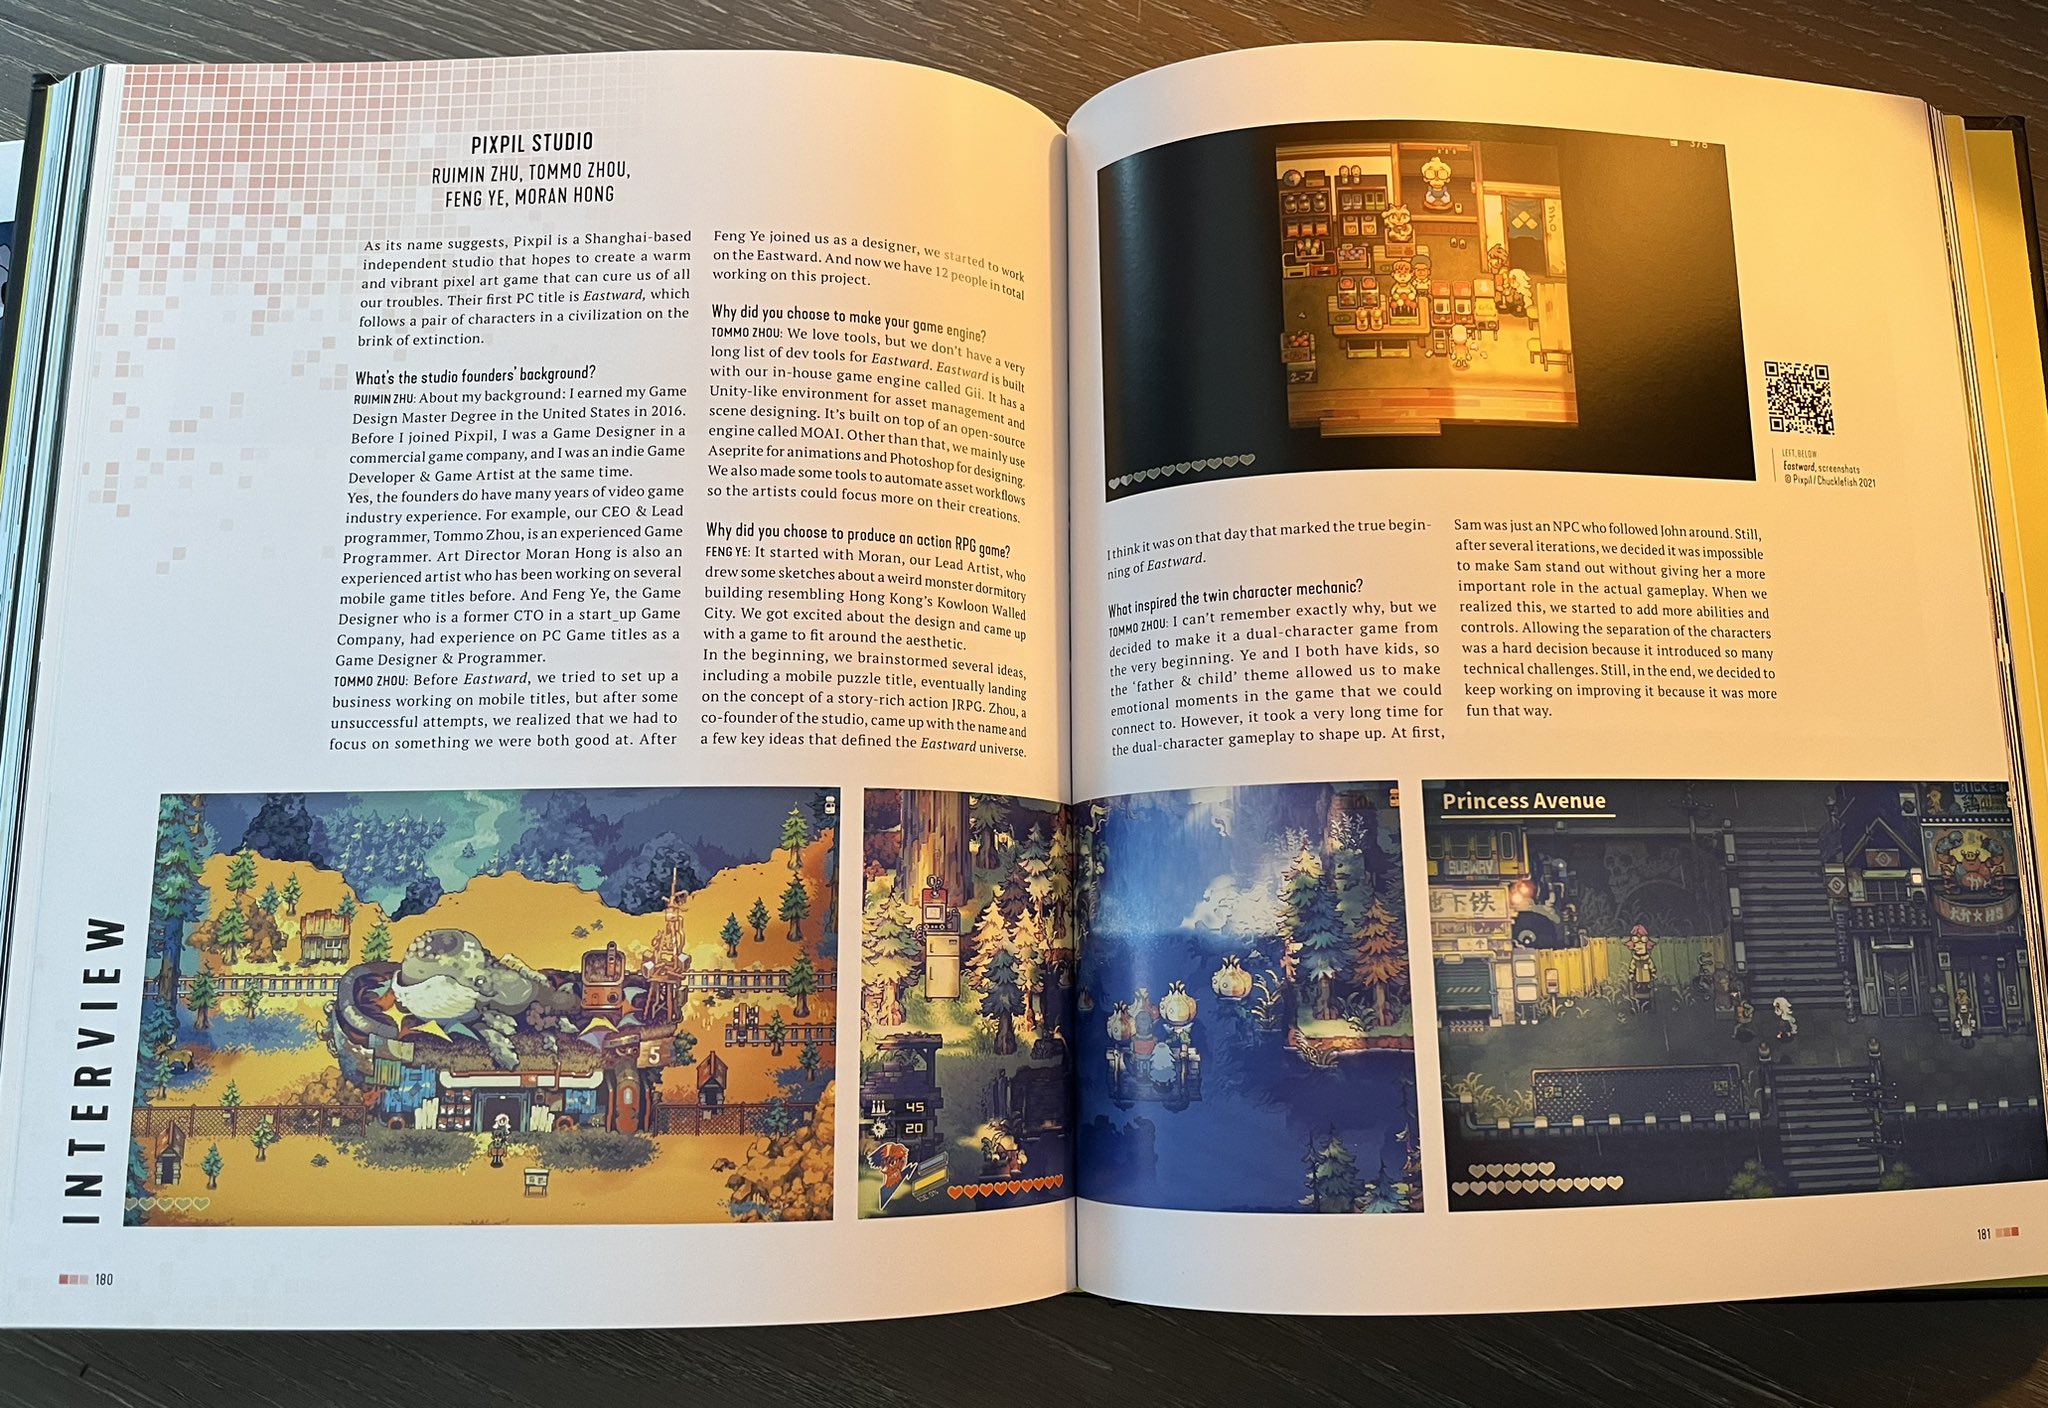 PIXPIL STUDIO
RUIMIN ZHU, TOMMO ZHOU,
FENG YE, MORAN HONG
As its name suggests, Pixpil is a Shanghai-based
independent studio that hopes to create a warm
and vibrant pixel art game that can cure us of all
our troubles. Their first PC title is Eastward, which
follows a pair of characters in a civilization on the
brink of extinction.
What's the studio founders' background?
RUIMIN ZHU: About my background: I earned my Game
Design Master Degree in the United States in 2016.
Before I joined Pixpil, I was a Game Designer in a
commercial game company, and I was an indie Game
Developer & Game Artist at the same time.
Yes, the founders do have many years of video game
industry experience. For example, our CEO & Lead
programmer, Tommo Zhou, is an experienced Game
Programmer. Art Director Moran Hong is also an
experienced artist who has been working on several
mobile game titles before. And Feng Ye, the Game
Designer who is a former CTO in a start_up Game
Company, had experience on PC Game titles as a
Game Designer & Programmer.
TOMMO ZHOU: Before Eastward, we tried to set up a
business working on mobile titles, but after some
unsuccessful attempts, we realized that we had to
focus on something we were both good at. After
Feng Ye joined us as a designer, we started to work
on the Eastward. And now we have 12 people in total
working on this project.
Why did you choose to make your game engine?
TOMMO ZHOU: We love tools, but we don't have a very
long list of dev tools for Eastward. Eastward is built
with our in-house game engine called Gii. It has a
Unity-like environment for asset management and
scene designing. It's built on top of an open-source
engine called MOAI. Other than that, we mainly use
Aseprite for animations and Photoshop for designing.
We also made some tools to automate asset workflows
so the artists could focus more on their creations.
Why did you choose to produce an action RPG game?
FENG YE: It started with Moran, our Lead Artist, who
drew some sketches about a weird monster dormitory
building resembling Hong Kong's Kowloon Walled
City. We got excited about the design and came up
with a game to fit around the aesthetic.
In the beginning, we brainstormed several ideas,
including a mobile puzzle title, eventually landing
on the concept of a story-rich action JRPG. Zhou, a
co-founder of the studio, came up with the name and
a few key ideas that defined the Eastward universe.
5
5
45
20
INTERVIEW
180
376
LEFT, BELOW
Eastward, screenshots
© Pixpil / Chucklefish 2021
I think it was on that day that marked the true begin-
ning of Eastward.
What inspired the twin character mechanic?
TOMMO ZHOU: I can't remember exactly why, but we
decided to make it a dual-character game from
the very beginning. Ye and I both have kids, so
the 'father & child' theme allowed us to make
emotional moments in the game that we could
connect to. However, it took a very long time for
the dual-character gameplay to shape up. At first,
Sam was just an NPC who followed John around. Still,
after several iterations, we decided it was impossible
to make Sam stand out without giving her a more
important role in the actual gameplay. When we
realized this, we started to add more abilities and
controls. Allowing the separation of the characters
was a hard decision because it introduced so many
technical challenges. Still, in the end, we decided to
keep working on improving it because it was more
fun that way.
Princess Avenue
CHICKEN
地下铁
181